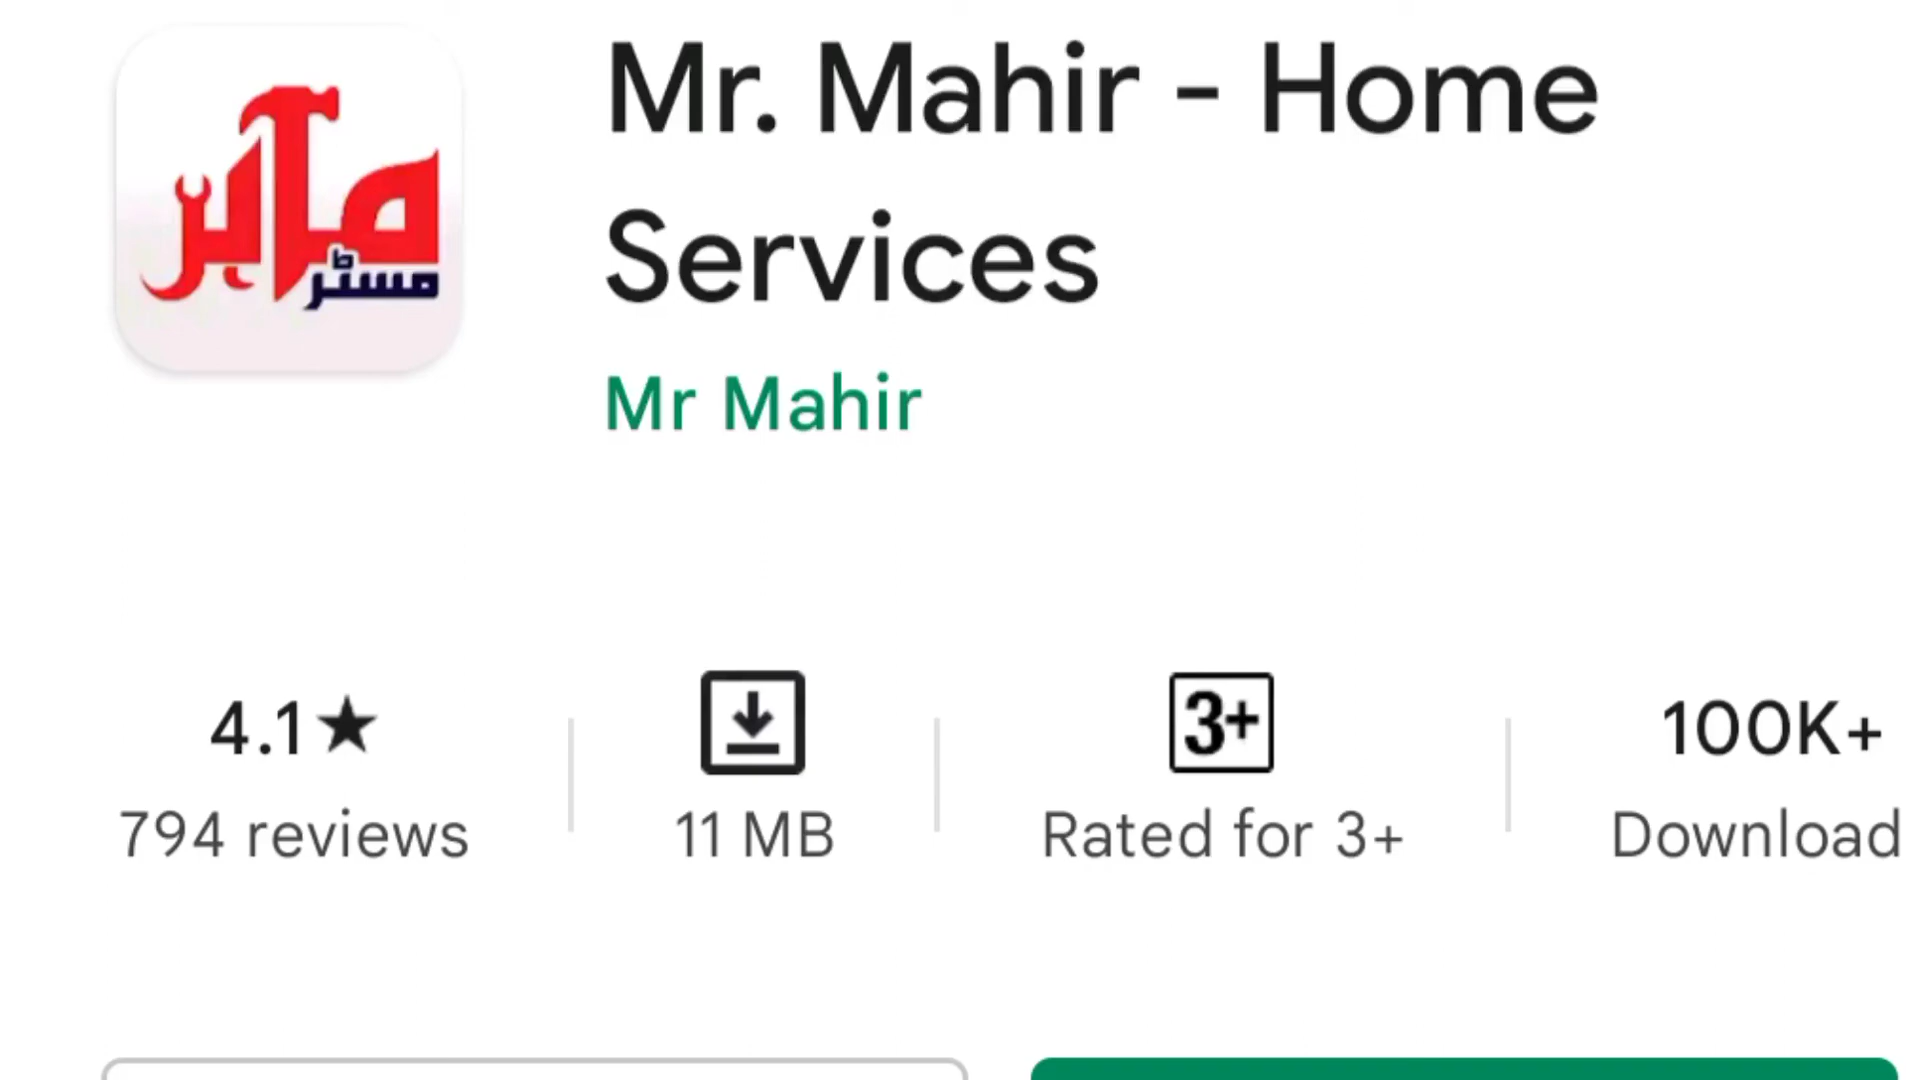 ماہر
مسٹر
Mr. Mahir - Home
Services
Mr Mahir
4.1★
794 reviews
11 MB
3+
Rated for 3+
100K+
Download